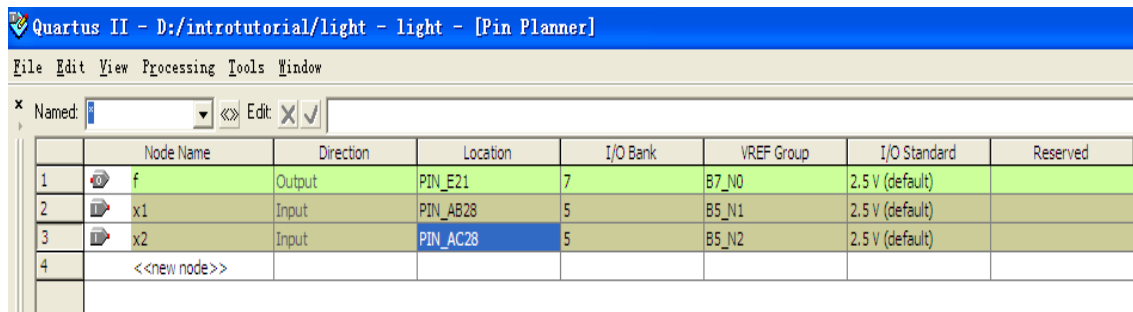 Quartus II - D:/introtutorial/light - light - [Pin Planner]
File Edit View Processing Tools Window
× Named: * «» Edit:
Node Name Direction Location I/O Bank VREF Group I/O Standard Reserved
1 f Output PIN_E21 7 B7_N0 2.5 V (default)
2 x1 Input PIN_AB28 5 B5_N1 2.5 V (default)
3 x2 Input PIN_AC28 5 B5_N2 2.5 V (default)
4 <<new node>>